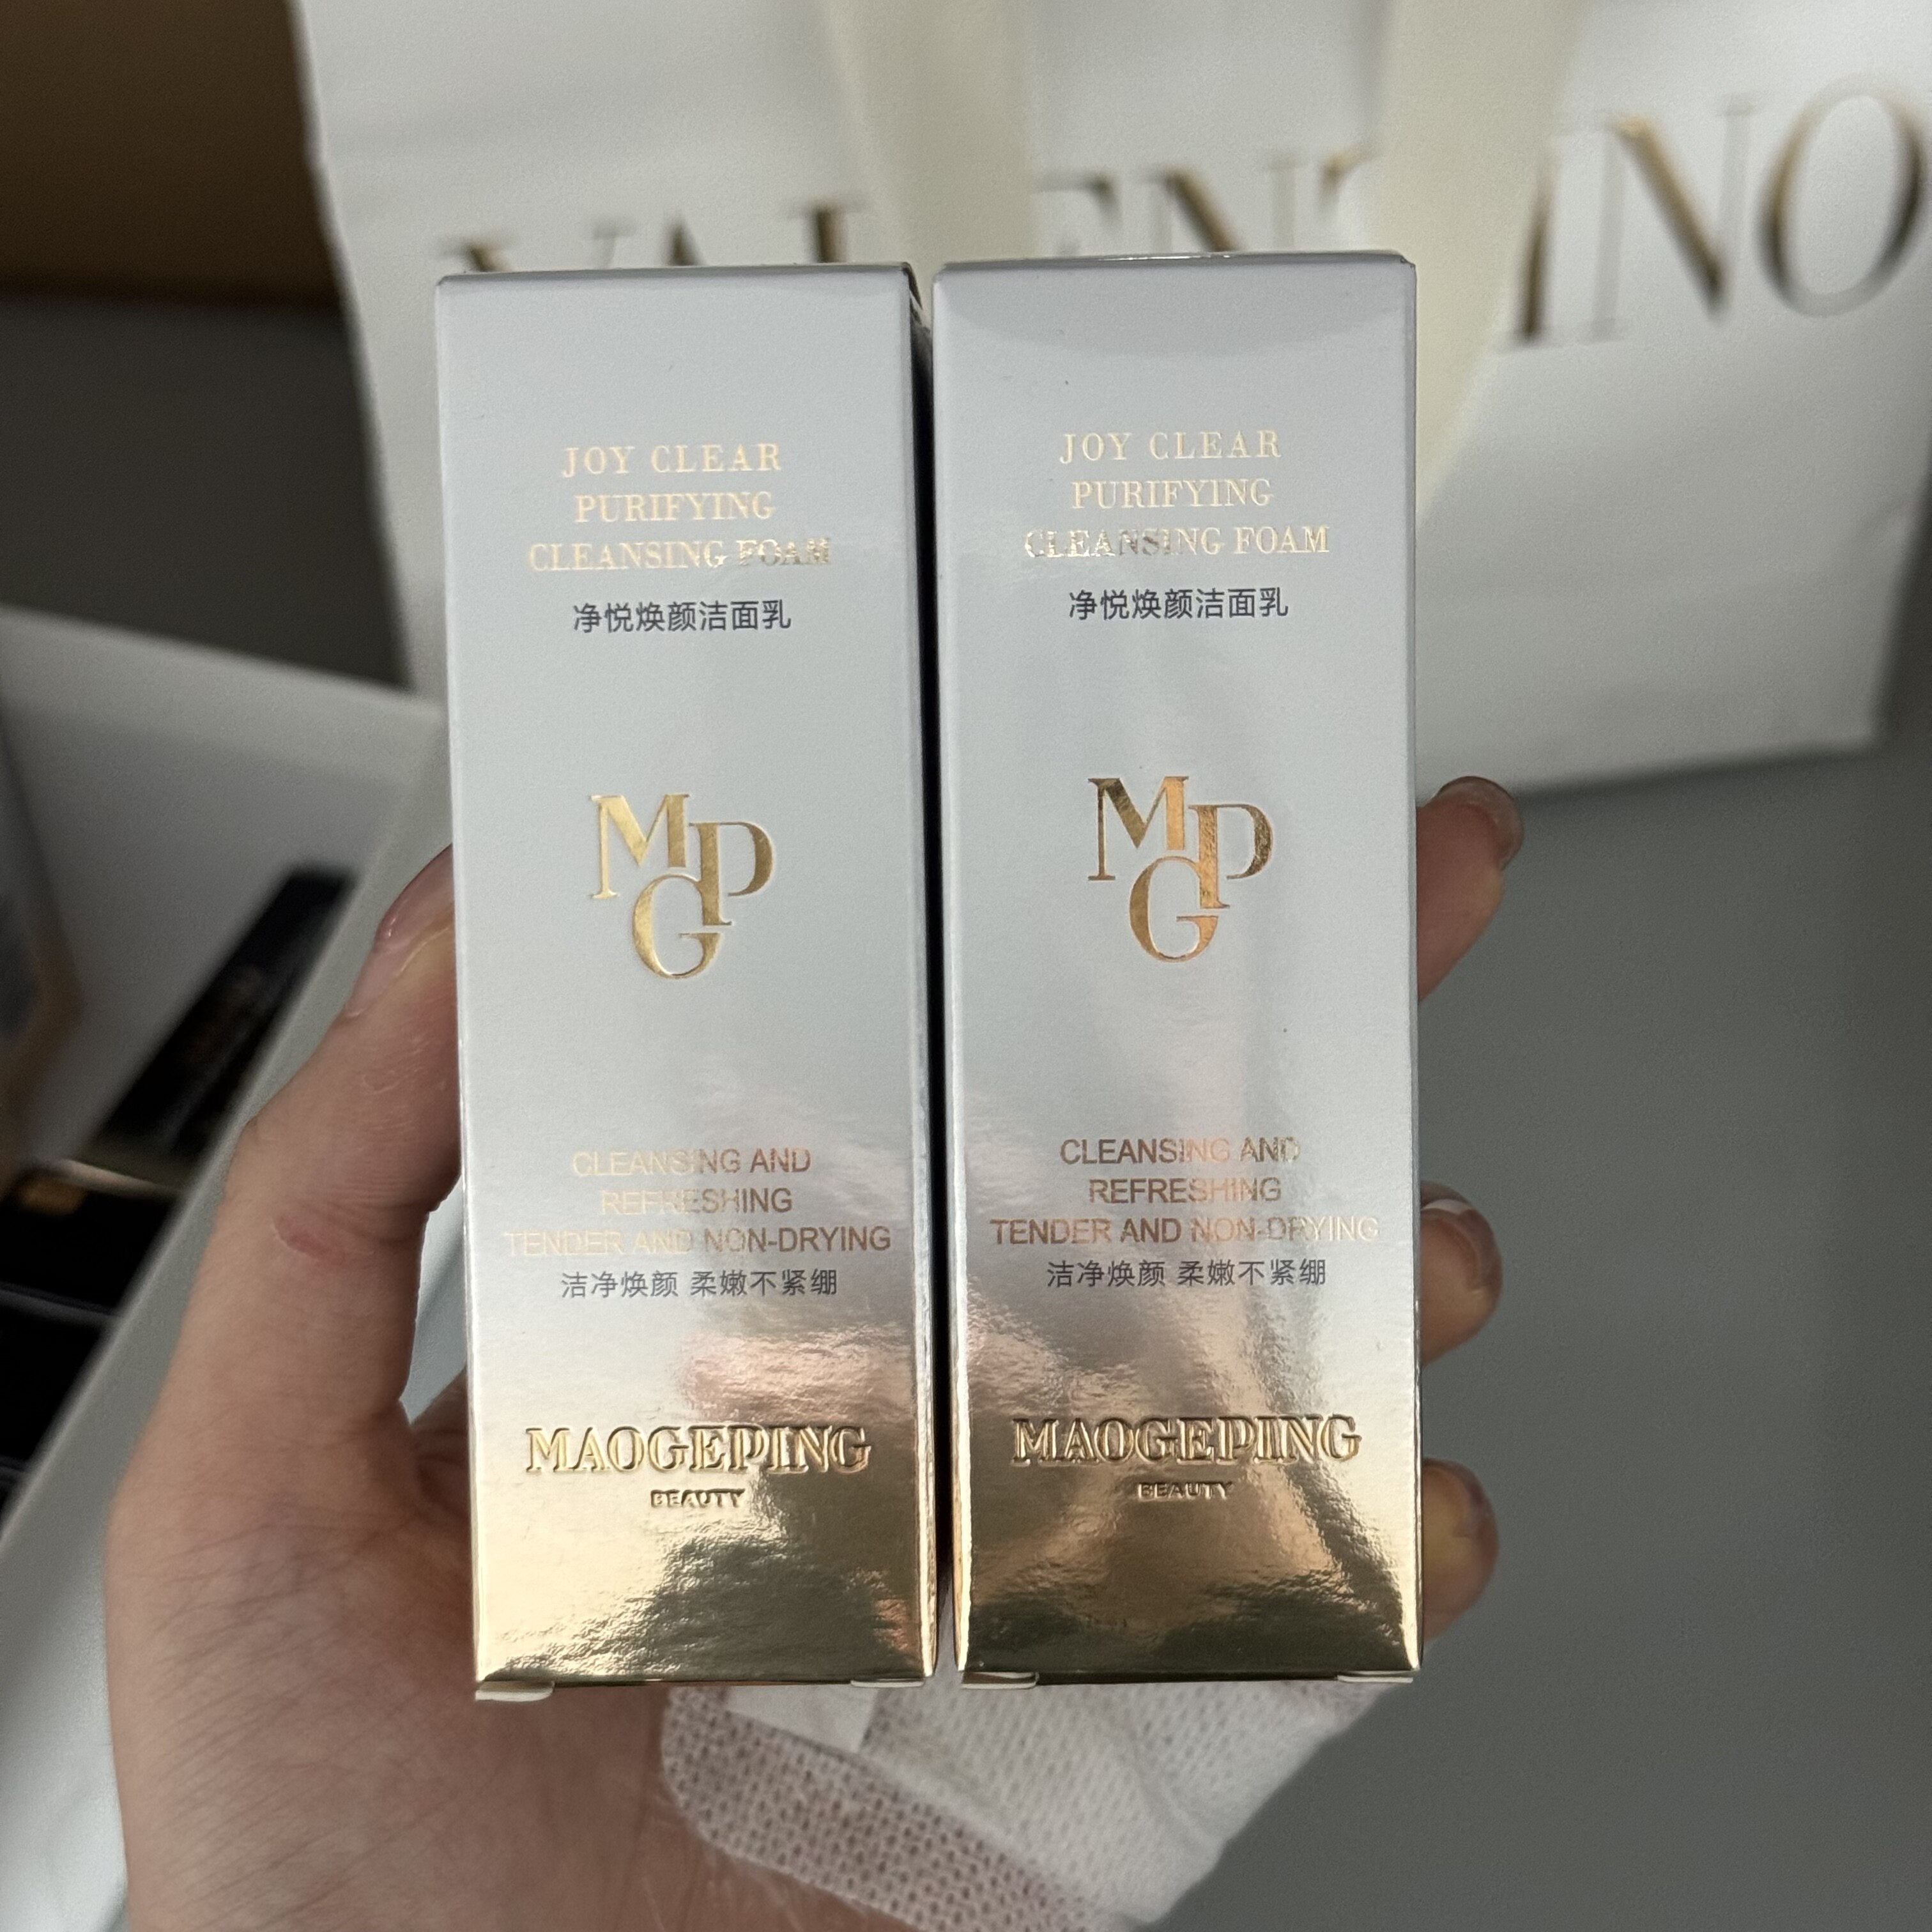 VALENTINO
JOY CLEAR
PURIFYING
CLEANSING FOAM
净悦焕颜洁面乳
MGP
CLEANSING AND
REFRESHING
TENDER AND NON-DRYING
洁净焕颜 柔嫩不紧绷
MAOGEPING
BEAUTY
JOY CLEAR
PURIFYING
CLEANSING FOAM
净悦焕颜洁面乳
MGP
CLEANSING AND
REFRESHING
TENDER AND NON-DRYING
洁净焕颜 柔嫩不紧绷
MAOGEPING
BEAUTY